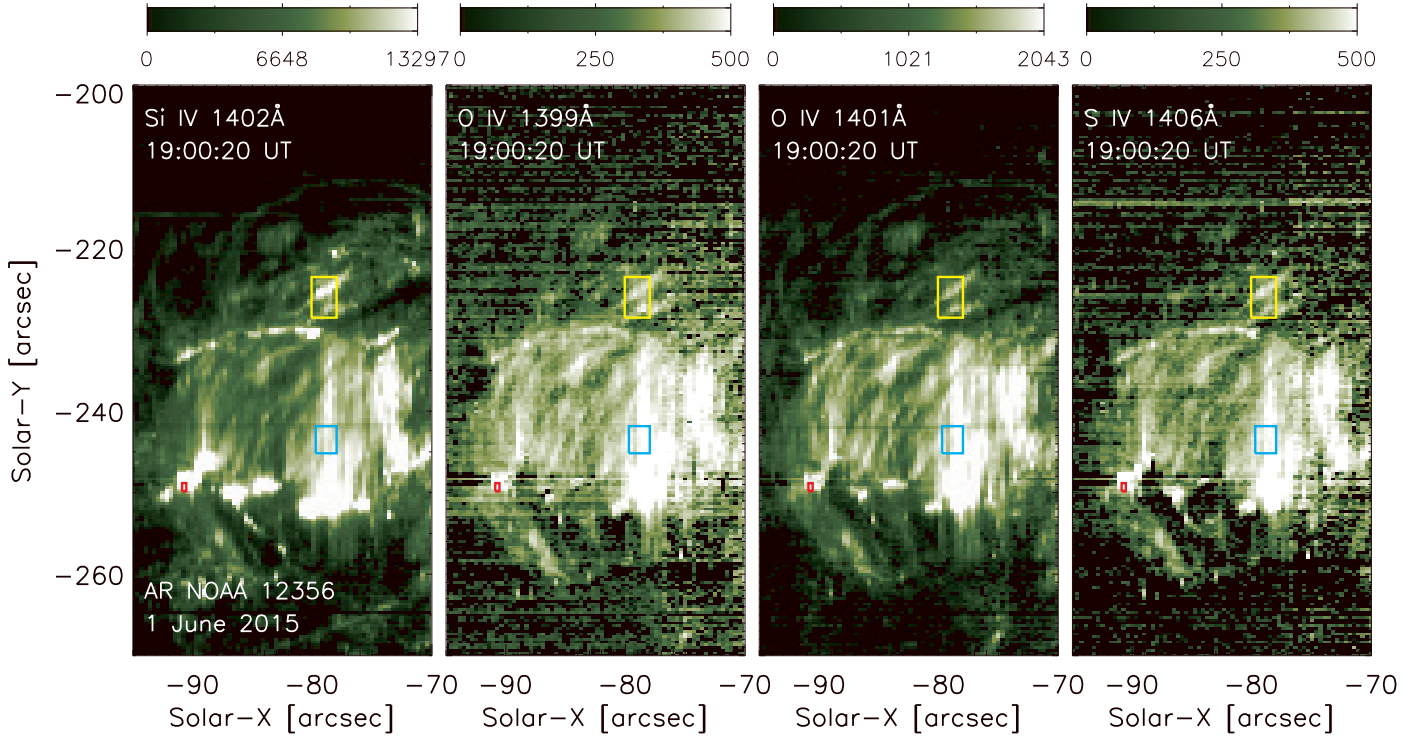 0 6648 13297 0 250 500 0 1021 2043 0 250 500
Si IV 1402Å O IV 1399Å O IV 1401Å S IV 1406Å
19:00:20 UT 19:00:20 UT 19:00:20 UT 19:00:20 UT
−200
−220
−240
−260
Solar−Y [arcsec]
AR NOAA 12356
1 June 2015
−90 −80 −70 −90 −80 −70 −90 −80 −70 −90 −80 −70
Solar−X [arcsec] Solar−X [arcsec] Solar−X [arcsec] Solar−X [arcsec]